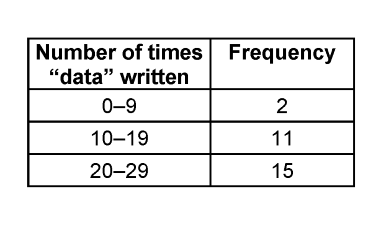 Number of times Frequency
“data” written
0–9 2
10–19 11
20–29 15